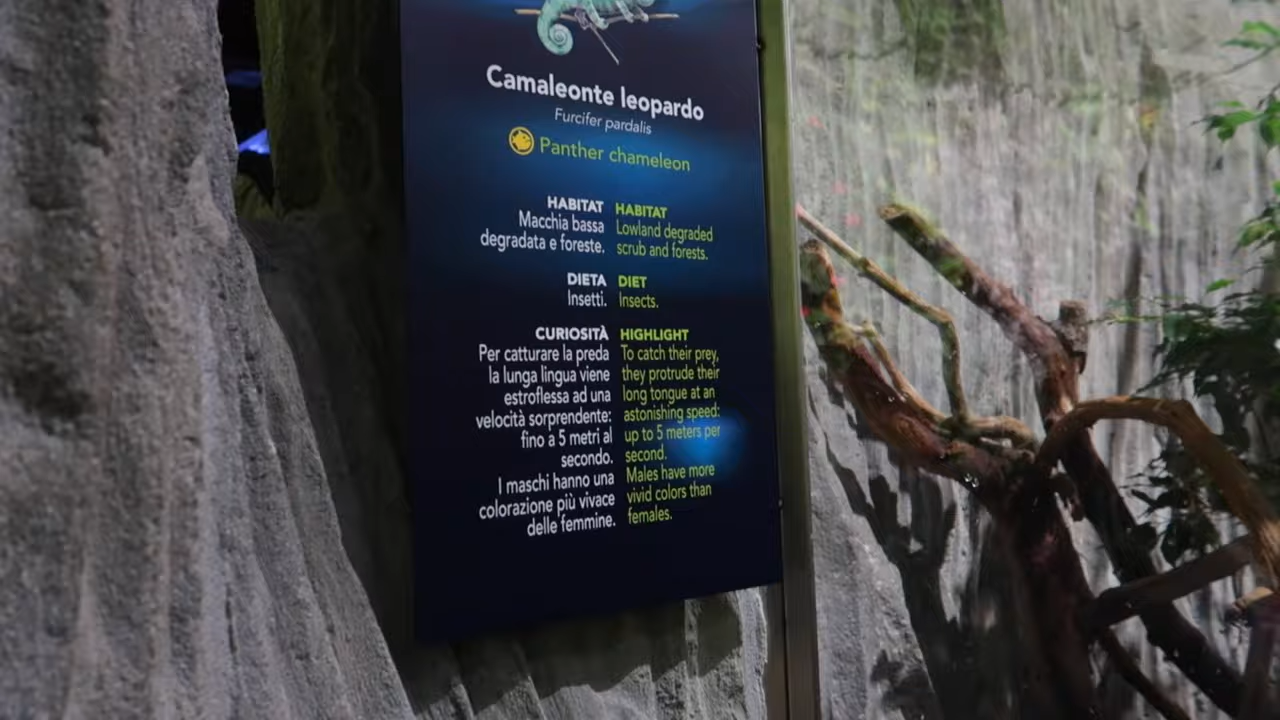 Camaleonte leopardo
Furcifer pardalis
Panther chameleon
HABITAT
Macchia bassa
degradata e foreste.
HABITAT
Lowland degraded
scrub and forests.
DIETA
Insetti.
DIET
Insects.
CURIOSITÀ
Per catturare la preda
la lunga lingua viene
estroflessa ad una
velocità sorprendente:
fino a 5 metri al
secondo.
I maschi hanno una
colorazione più vivace
delle femmine.
HIGHLIGHT
To catch their prey,
they protrude their
long tongue at an
astonishing speed:
up to 5 meters per
second.
Males have more
vivid colors than
females.